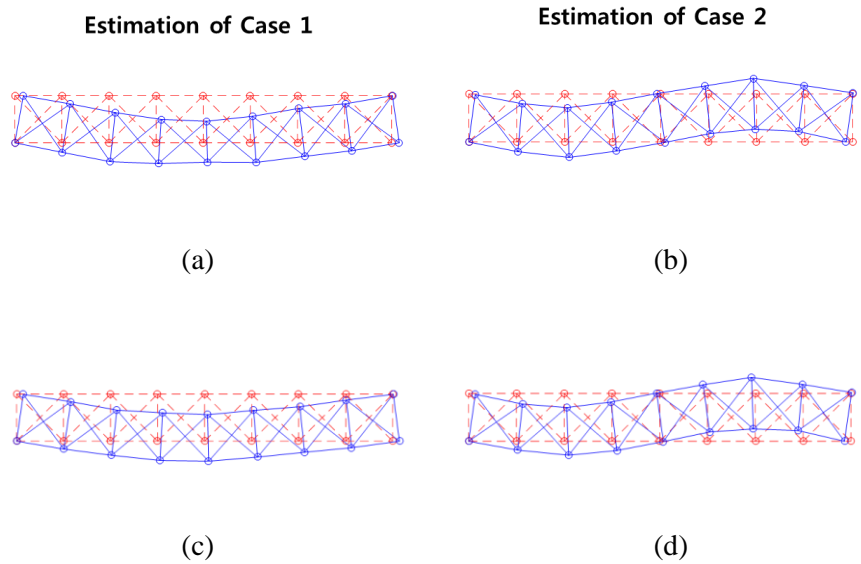 Estimation of Case 1
Estimation of Case 2
(a)
(b)
(c)
(d)